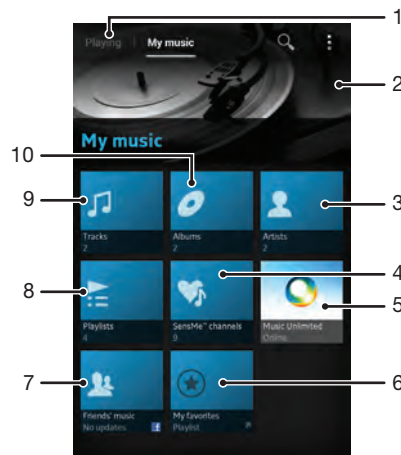 1
Playing My music
2
My music
10
9
3
Tracks
2
Albums
2
Artists
2
4
8
5
Playlists
4
SensMe™ channels
9
Music Unlimited
Online
7
6
Friends' music
No updates f
My favorites
Playlist